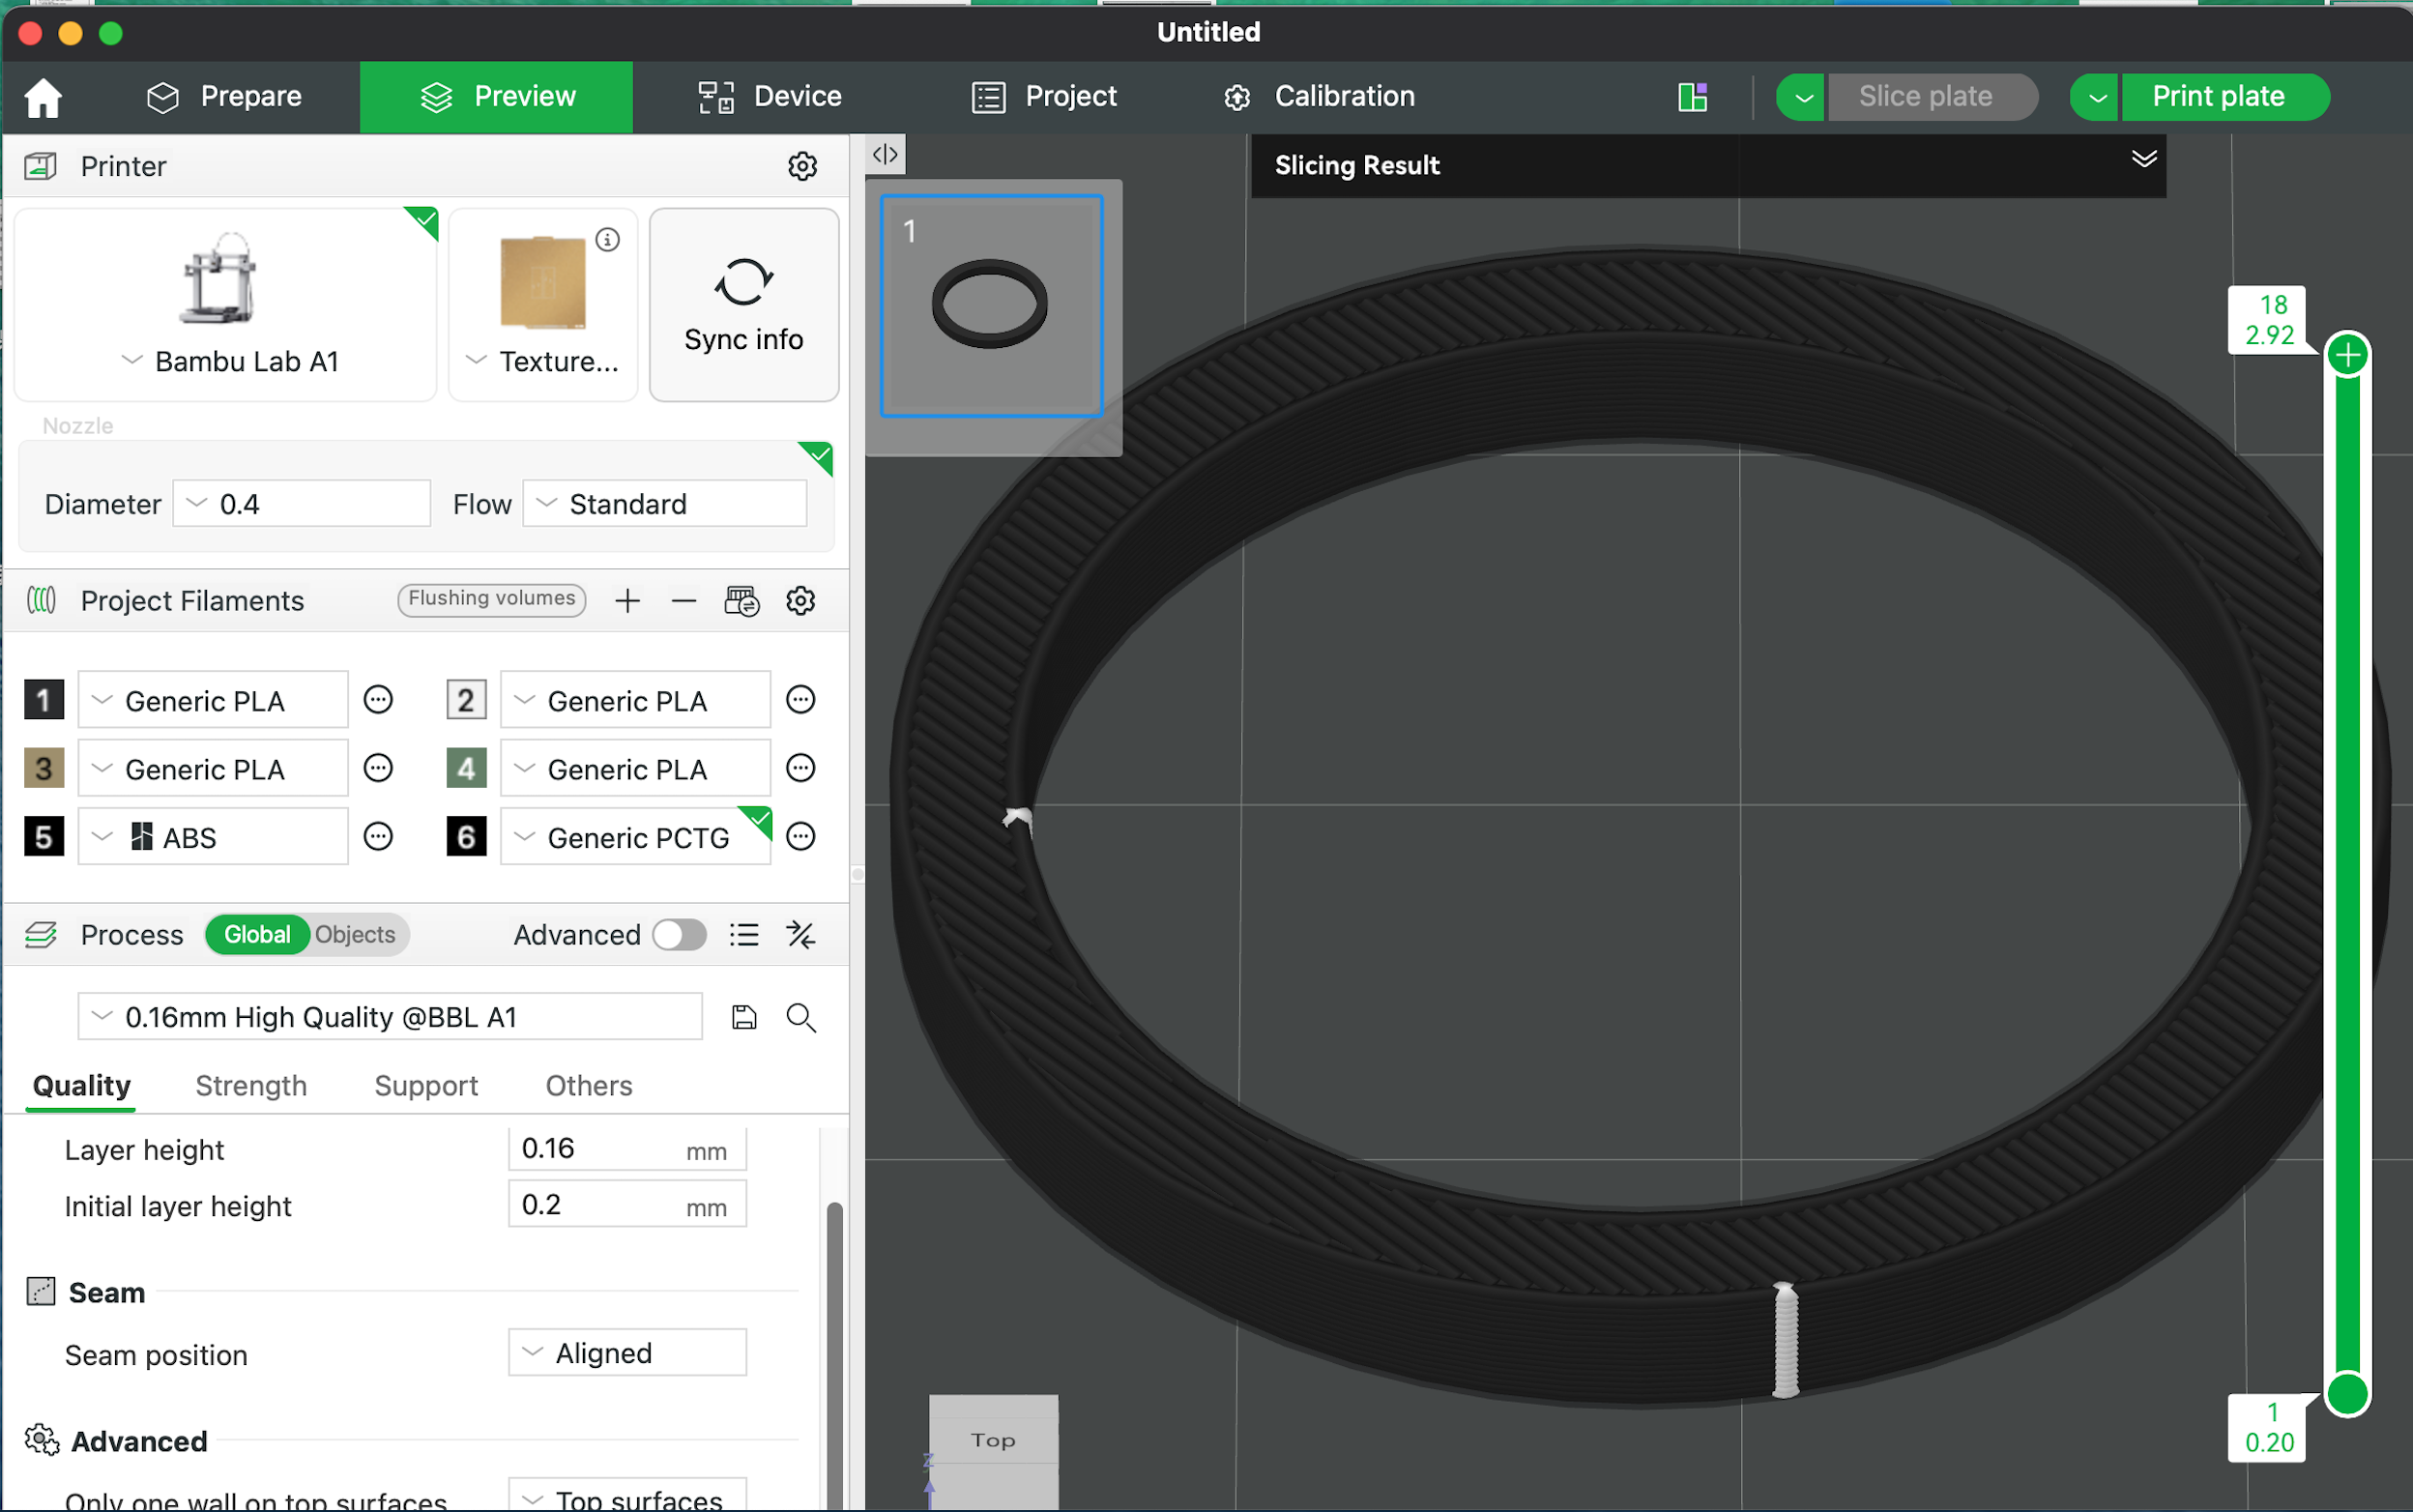 Untitled
Prepare
Preview
Device
Project
Calibration
Slice plate
Print plate
Printer
Bambu Lab A1
Texture...
Sync info
Nozzle
Diameter
0.4
Flow
Standard
Project Filaments
Flushing volumes
1 Generic PLA
2 Generic PLA
3 Generic PLA
4 Generic PLA
5 ABS
6 Generic PCTG
Process
Global
Objects
Advanced
0.16mm High Quality @BBL A1
Quality
Strength
Support
Others
Layer height
0.16 mm
Initial layer height
0.2 mm
Seam
Seam position
Aligned
Advanced
Only one wall on top surfaces
Top surfaces
Slicing Result
1
18
2.92
1
0.20
Top
Z